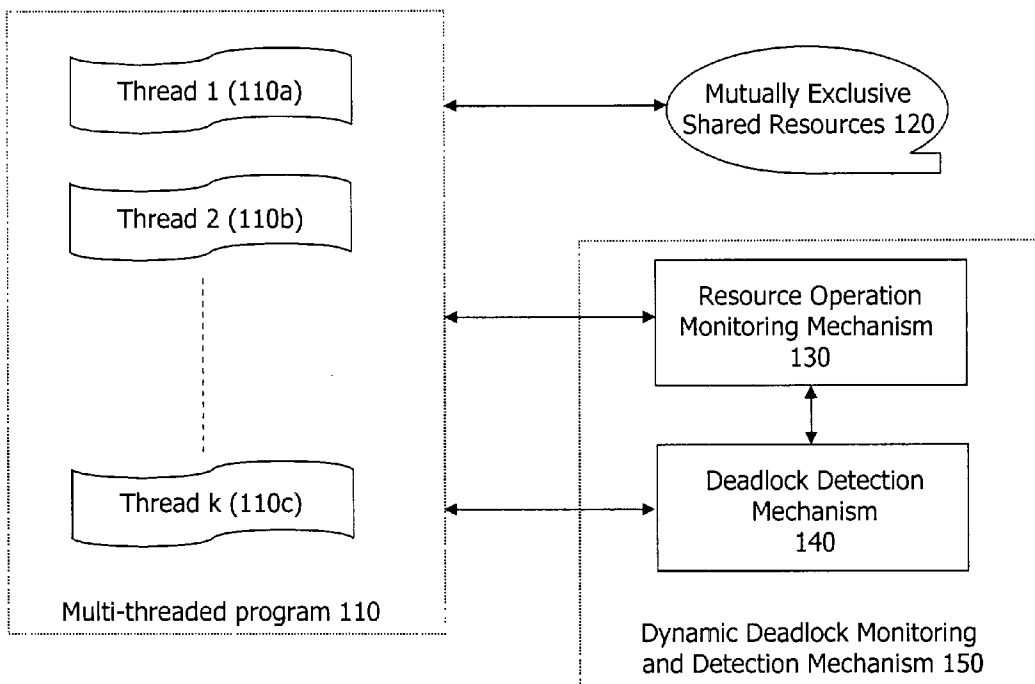 Thread 1 (110a)
Thread 2 (110b)
Thread k (110c)
Multi-threaded program 110
Mutually Exclusive
Shared Resources 120
Resource Operation
Monitoring Mechanism
130
Deadlock Detection
Mechanism
140
Dynamic Deadlock Monitoring
and Detection Mechanism 150